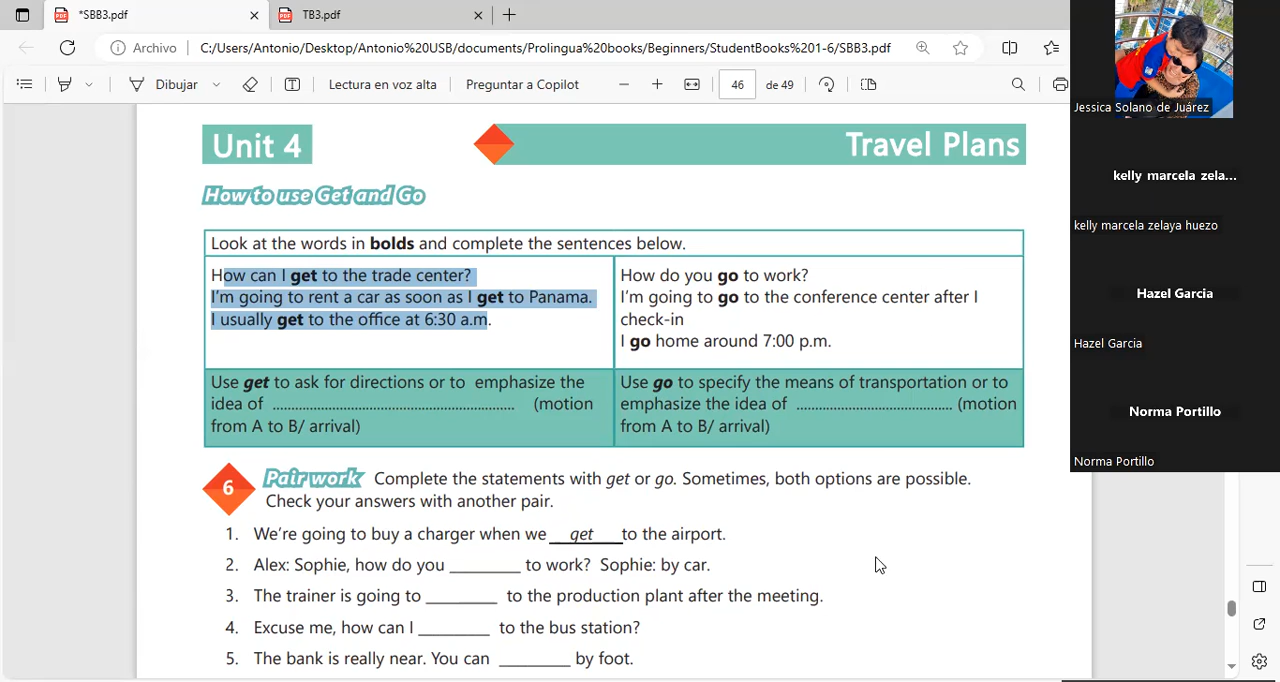 *SBB3.pdf
TB3.pdf
Archivo
C:/Users/Antonio/Desktop/Antonio%20USB/documents/Prolingua%20books/Beginners/StudentBooks%201-6/SBB3.pdf
Dibujar
Lectura en voz alta
Preguntar a Copilot
46
de 49
Unit 4
Travel Plans
How to use Get and Go
Look at the words in bolds and complete the sentences below.
How can I get to the trade center?
I'm going to rent a car as soon as I get to Panama.
I usually get to the office at 6:30 a.m.
How do you go to work?
I'm going to go to the conference center after I
check-in
I go home around 7:00 p.m.
Use get to ask for directions or to emphasize the
idea of ........................................................ (motion
from A to B/ arrival)
Use go to specify the means of transportation or to
emphasize the idea of .................................... (motion
from A to B/ arrival)
6
Pair work Complete the statements with get or go. Sometimes, both options are possible.
Check your answers with another pair.
1. We're going to buy a charger when we __get___to the airport.
2. Alex: Sophie, how do you ________ to work? Sophie: by car.
3. The trainer is going to ________ to the production plant after the meeting.
4. Excuse me, how can I ________ to the bus station?
5. The bank is really near. You can ________ by foot.
Jessica Solano de Juárez
kelly marcela zela...
kelly marcela zelaya huezo
Hazel Garcia
Hazel Garcia
Norma Portillo
Norma Portillo